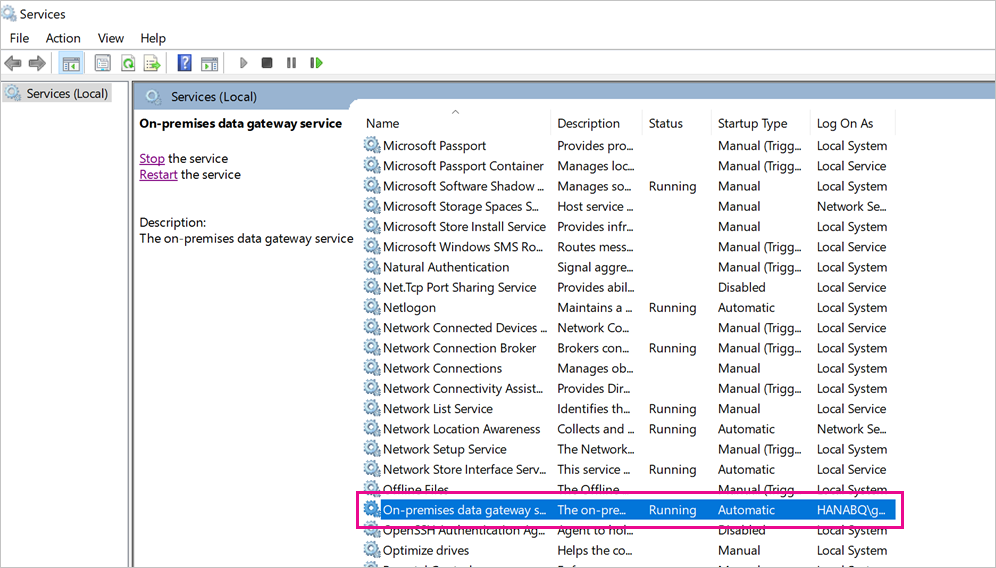 Services
File Action View Help
Services (Local)
Services (Local)
On-premises data gateway service
Stop the service
Restart the service
Description:
The on-premises data gateway service
Name Description Status Startup Type Log On As
Microsoft Passport Provides pro... Manual (Trigg... Local System
Microsoft Passport Container Manages loc... Manual (Trigg... Local Service
Microsoft Software Shadow ... Manages so... Running Manual Local System
Microsoft Storage Spaces S... Host service ... Manual Network Se...
Microsoft Store Install Service Provides infr... Manual Local System
Microsoft Windows SMS Ro... Routes mess... Manual (Trigg... Local Service
Natural Authentication Signal aggre... Manual (Trigg... Local System
Net.Tcp Port Sharing Service Provides abil... Disabled Local Service
Netlogon Maintains a ... Running Automatic Local System
Network Connected Devices ... Network Co... Manual (Trigg... Local Service
Network Connection Broker Brokers con... Running Manual (Trigg... Local System
Network Connections Manages ob... Manual Local System
Network Connectivity Assist... Provides Dir... Manual (Trigg... Local System
Network List Service Identifies th... Running Manual Local Service
Network Location Awareness Collects and ... Running Automatic Network Se...
Network Setup Service The Network... Manual (Trigg... Local System
Network Store Interface Serv... This service ... Running Automatic Local Service
Offline Files The Offline... Manual (Trigg... Local System
On-premises data gateway s... The on-pre... Running Automatic HANABQ\g...
OpenSSH Authentication Ag... Agent to hol... Disabled Local System
Optimize drives Helps the co... Manual Local System